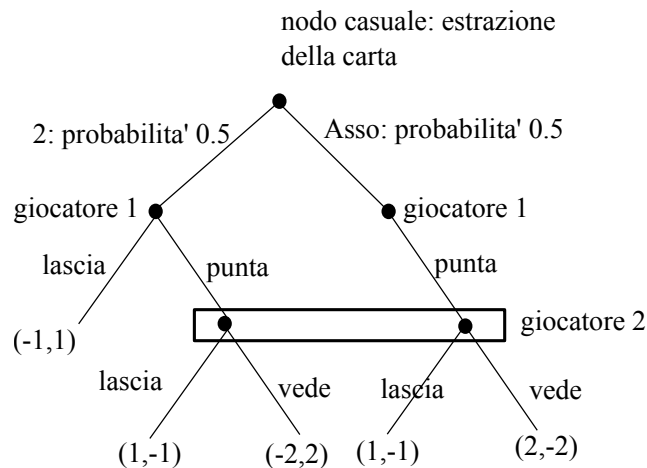 nodo casuale: estrazione
della carta
2: probabilita' 0.5
Asso: probabilita' 0.5
giocatore 1
giocatore 1
lascia
punta
punta
giocatore 2
(-1,1)
lascia
vede
lascia
vede
(1,-1)
(-2,2)
(1,-1)
(2,-2)